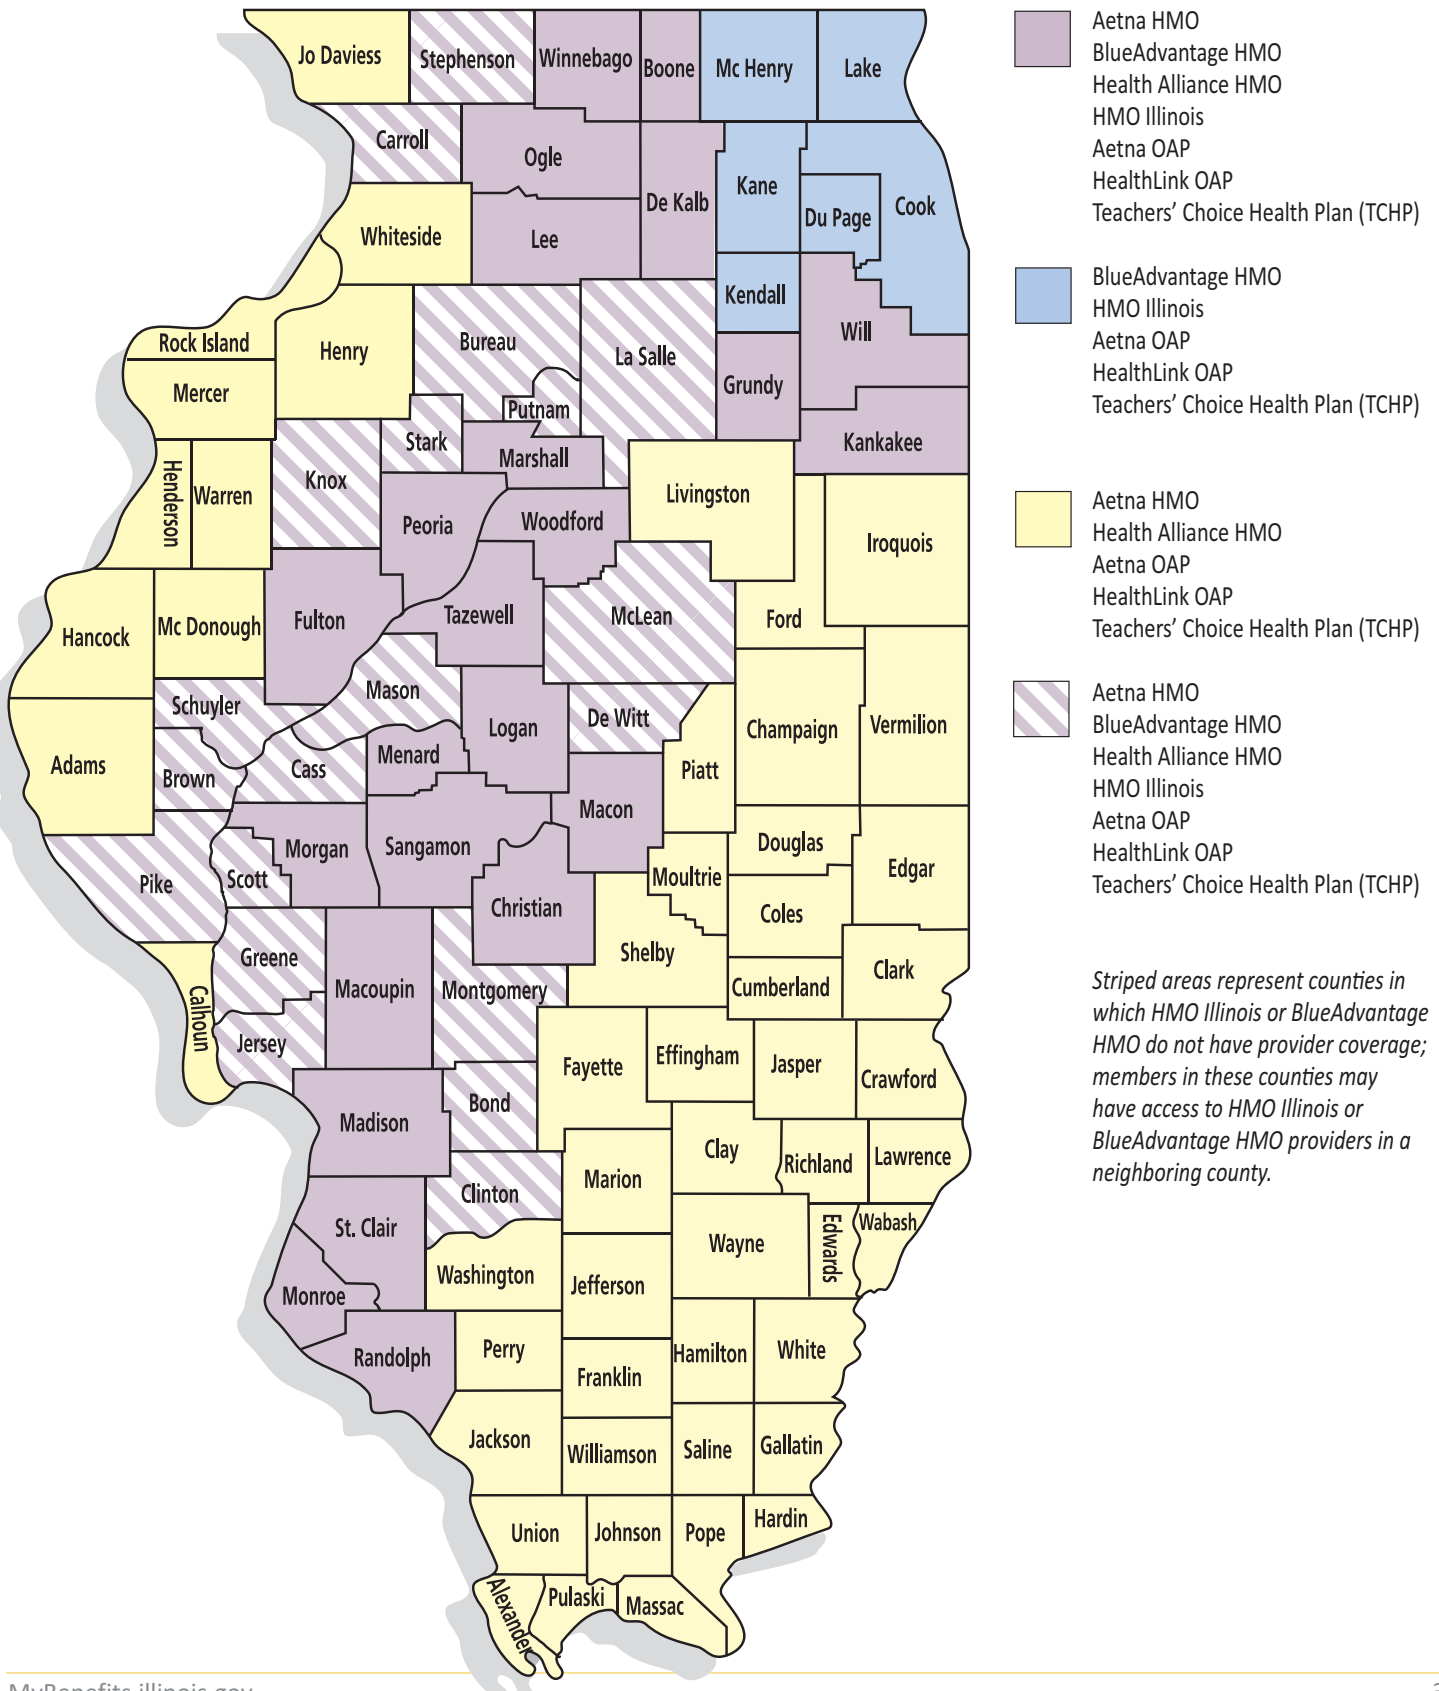 Jo Daviess
Stephenson
Winnebago
Boone
Mc Henry
Lake
Carroll
Ogle
De Kalb
Kane
Du Page
Cook
Whiteside
Lee
Kendall
Will
Rock Island
Henry
Bureau
La Salle
Grundy
Mercer
Putnam
Kankakee
Stark
Marshall
Henderson
Warren
Knox
Livingston
Peoria
Woodford
Iroquois
Hancock
Mc Donough
Fulton
Tazewell
McLean
Ford
Schuyler
Mason
Logan
De Witt
Champaign
Vermilion
Adams
Brown
Cass
Menard
Piatt
Macon
Pike
Scott
Morgan
Sangamon
Christian
Moultrie
Douglas
Edgar
Coles
Shelby
Greene
Macoupin
Montgomery
Cumberland
Clark
Calhoun
Jersey
Fayette
Effingham
Jasper
Crawford
Madison
Bond
Clay
Richland
Lawrence
Marion
Clinton
St. Clair
Wayne
Edwards
Wabash
Washington
Jefferson
Monroe
Randolph
Perry
Franklin
Hamilton
White
Jackson
Williamson
Saline
Gallatin
Union
Johnson
Pope
Hardin
Alexander
Pulaski
Massac
Aetna HMO
BlueAdvantage HMO
Health Alliance HMO
HMO Illinois
Aetna OAP
HealthLink OAP
Teachers’ Choice Health Plan (TCHP)
BlueAdvantage HMO
HMO Illinois
Aetna OAP
HealthLink OAP
Teachers’ Choice Health Plan (TCHP)
Aetna HMO
Health Alliance HMO
Aetna OAP
HealthLink OAP
Teachers’ Choice Health Plan (TCHP)
Aetna HMO
BlueAdvantage HMO
Health Alliance HMO
HMO Illinois
Aetna OAP
HealthLink OAP
Teachers’ Choice Health Plan (TCHP)
Striped areas represent counties in
which HMO Illinois or BlueAdvantage
HMO do not have provider coverage;
members in these counties may
have access to HMO Illinois or
BlueAdvantage HMO providers in a
neighboring county.
MyBenefits.illinois.gov